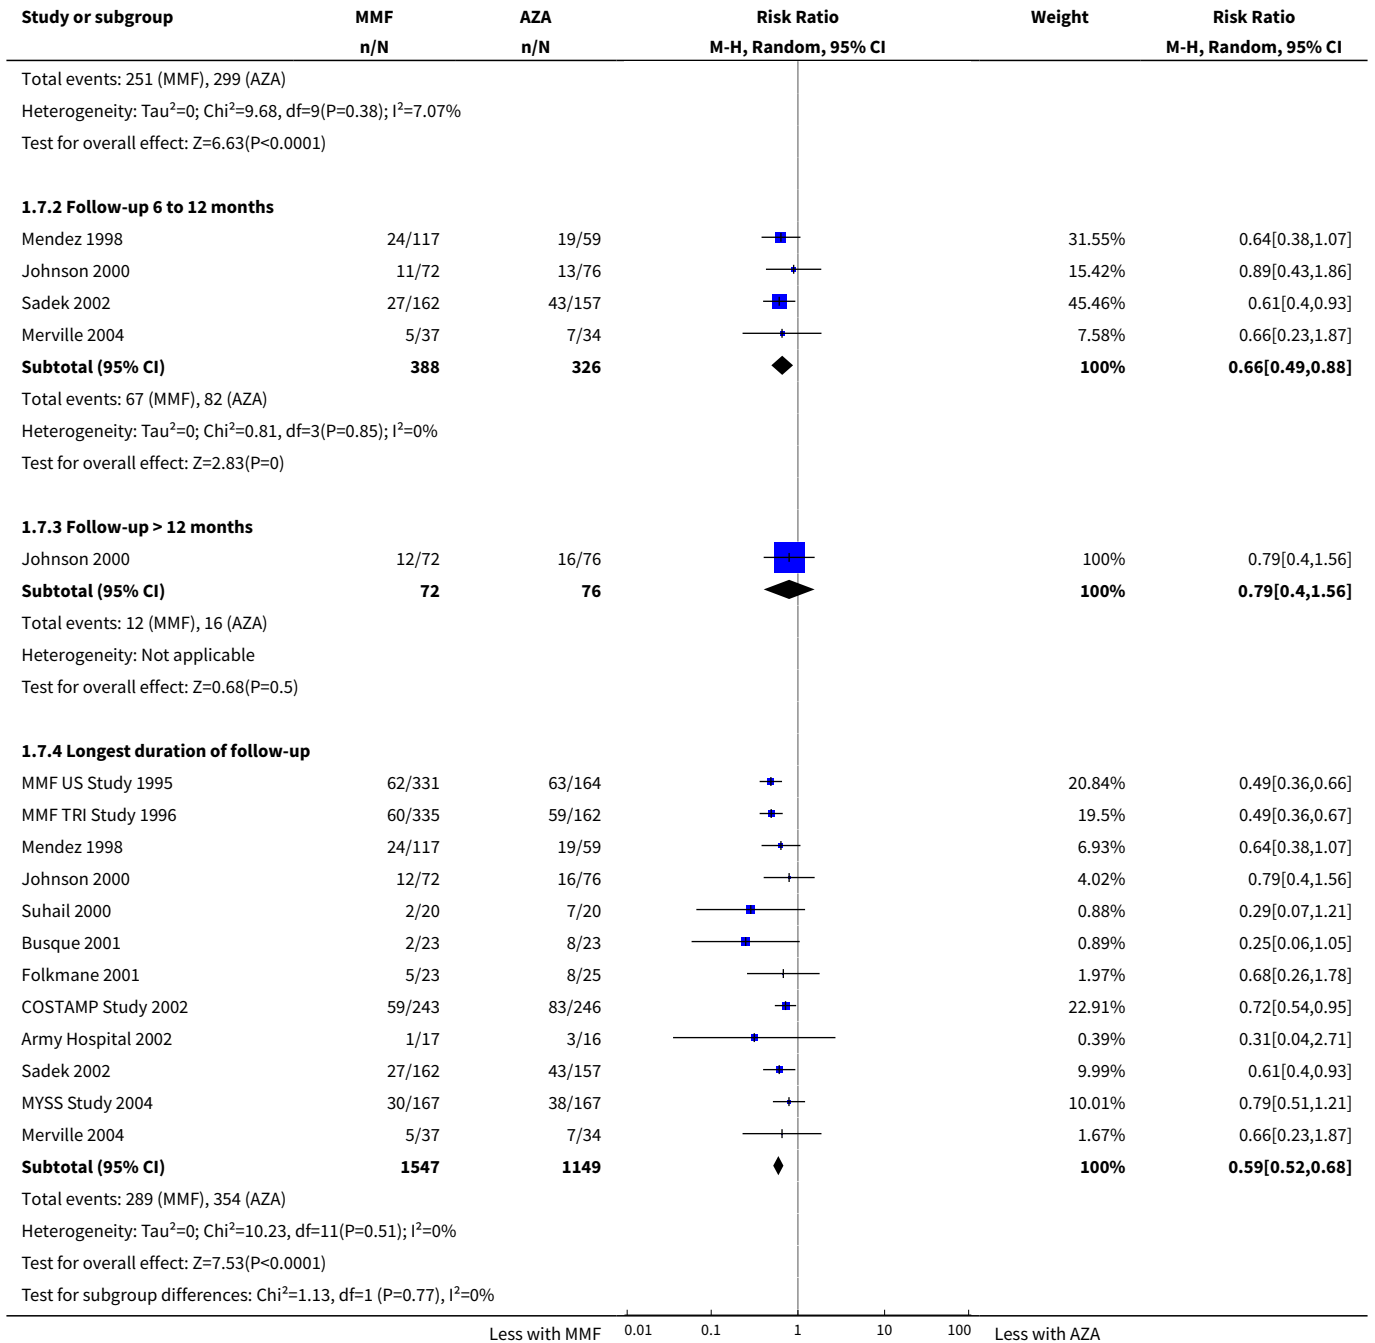 Study or subgroup MMF AZA Risk Ratio Weight Risk Ratio
n/N n/N M-H, Random, 95% CI M-H, Random, 95% CI
Total events: 251 (MMF), 299 (AZA)
Heterogeneity: Tau²=0; Chi²=9.68, df=9(P=0.38); I²=7.07%
Test for overall effect: Z=6.63(P<0.0001)
1.7.2 Follow-up 6 to 12 months
Mendez 1998 24/117 19/59 31.55% 0.64[0.38,1.07]
Johnson 2000 11/72 13/76 15.42% 0.89[0.43,1.86]
Sadek 2002 27/162 43/157 45.46% 0.61[0.4,0.93]
Merville 2004 5/37 7/34 7.58% 0.66[0.23,1.87]
Subtotal (95% CI) 388 326 100% 0.66[0.49,0.88]
Total events: 67 (MMF), 82 (AZA)
Heterogeneity: Tau²=0; Chi²=0.81, df=3(P=0.85); I²=0%
Test for overall effect: Z=2.83(P=0)
1.7.3 Follow-up > 12 months
Johnson 2000 12/72 16/76 100% 0.79[0.4,1.56]
Subtotal (95% CI) 72 76 100% 0.79[0.4,1.56]
Total events: 12 (MMF), 16 (AZA)
Heterogeneity: Not applicable
Test for overall effect: Z=0.68(P=0.5)
1.7.4 Longest duration of follow-up
MMF US Study 1995 62/331 63/164 20.84% 0.49[0.36,0.66]
MMF TRI Study 1996 60/335 59/162 19.5% 0.49[0.36,0.67]
Mendez 1998 24/117 19/59 6.93% 0.64[0.38,1.07]
Johnson 2000 12/72 16/76 4.02% 0.79[0.4,1.56]
Suhail 2000 2/20 7/20 0.88% 0.29[0.07,1.21]
Busque 2001 2/23 8/23 0.89% 0.25[0.06,1.05]
Folkmane 2001 5/23 8/25 1.97% 0.68[0.26,1.78]
COSTAMP Study 2002 59/243 83/246 22.91% 0.72[0.54,0.95]
Army Hospital 2002 1/17 3/16 0.39% 0.31[0.04,2.71]
Sadek 2002 27/162 43/157 9.99% 0.61[0.4,0.93]
MYSS Study 2004 30/167 38/167 10.01% 0.79[0.51,1.21]
Merville 2004 5/37 7/34 1.67% 0.66[0.23,1.87]
Subtotal (95% CI) 1547 1149 100% 0.59[0.52,0.68]
Total events: 289 (MMF), 354 (AZA)
Heterogeneity: Tau²=0; Chi²=10.23, df=11(P=0.51); I²=0%
Test for overall effect: Z=7.53(P<0.0001)
Test for subgroup differences: Chi²=1.13, df=1 (P=0.77), I²=0%
Less with MMF 0.01 0.1 1 10 100 Less with AZA